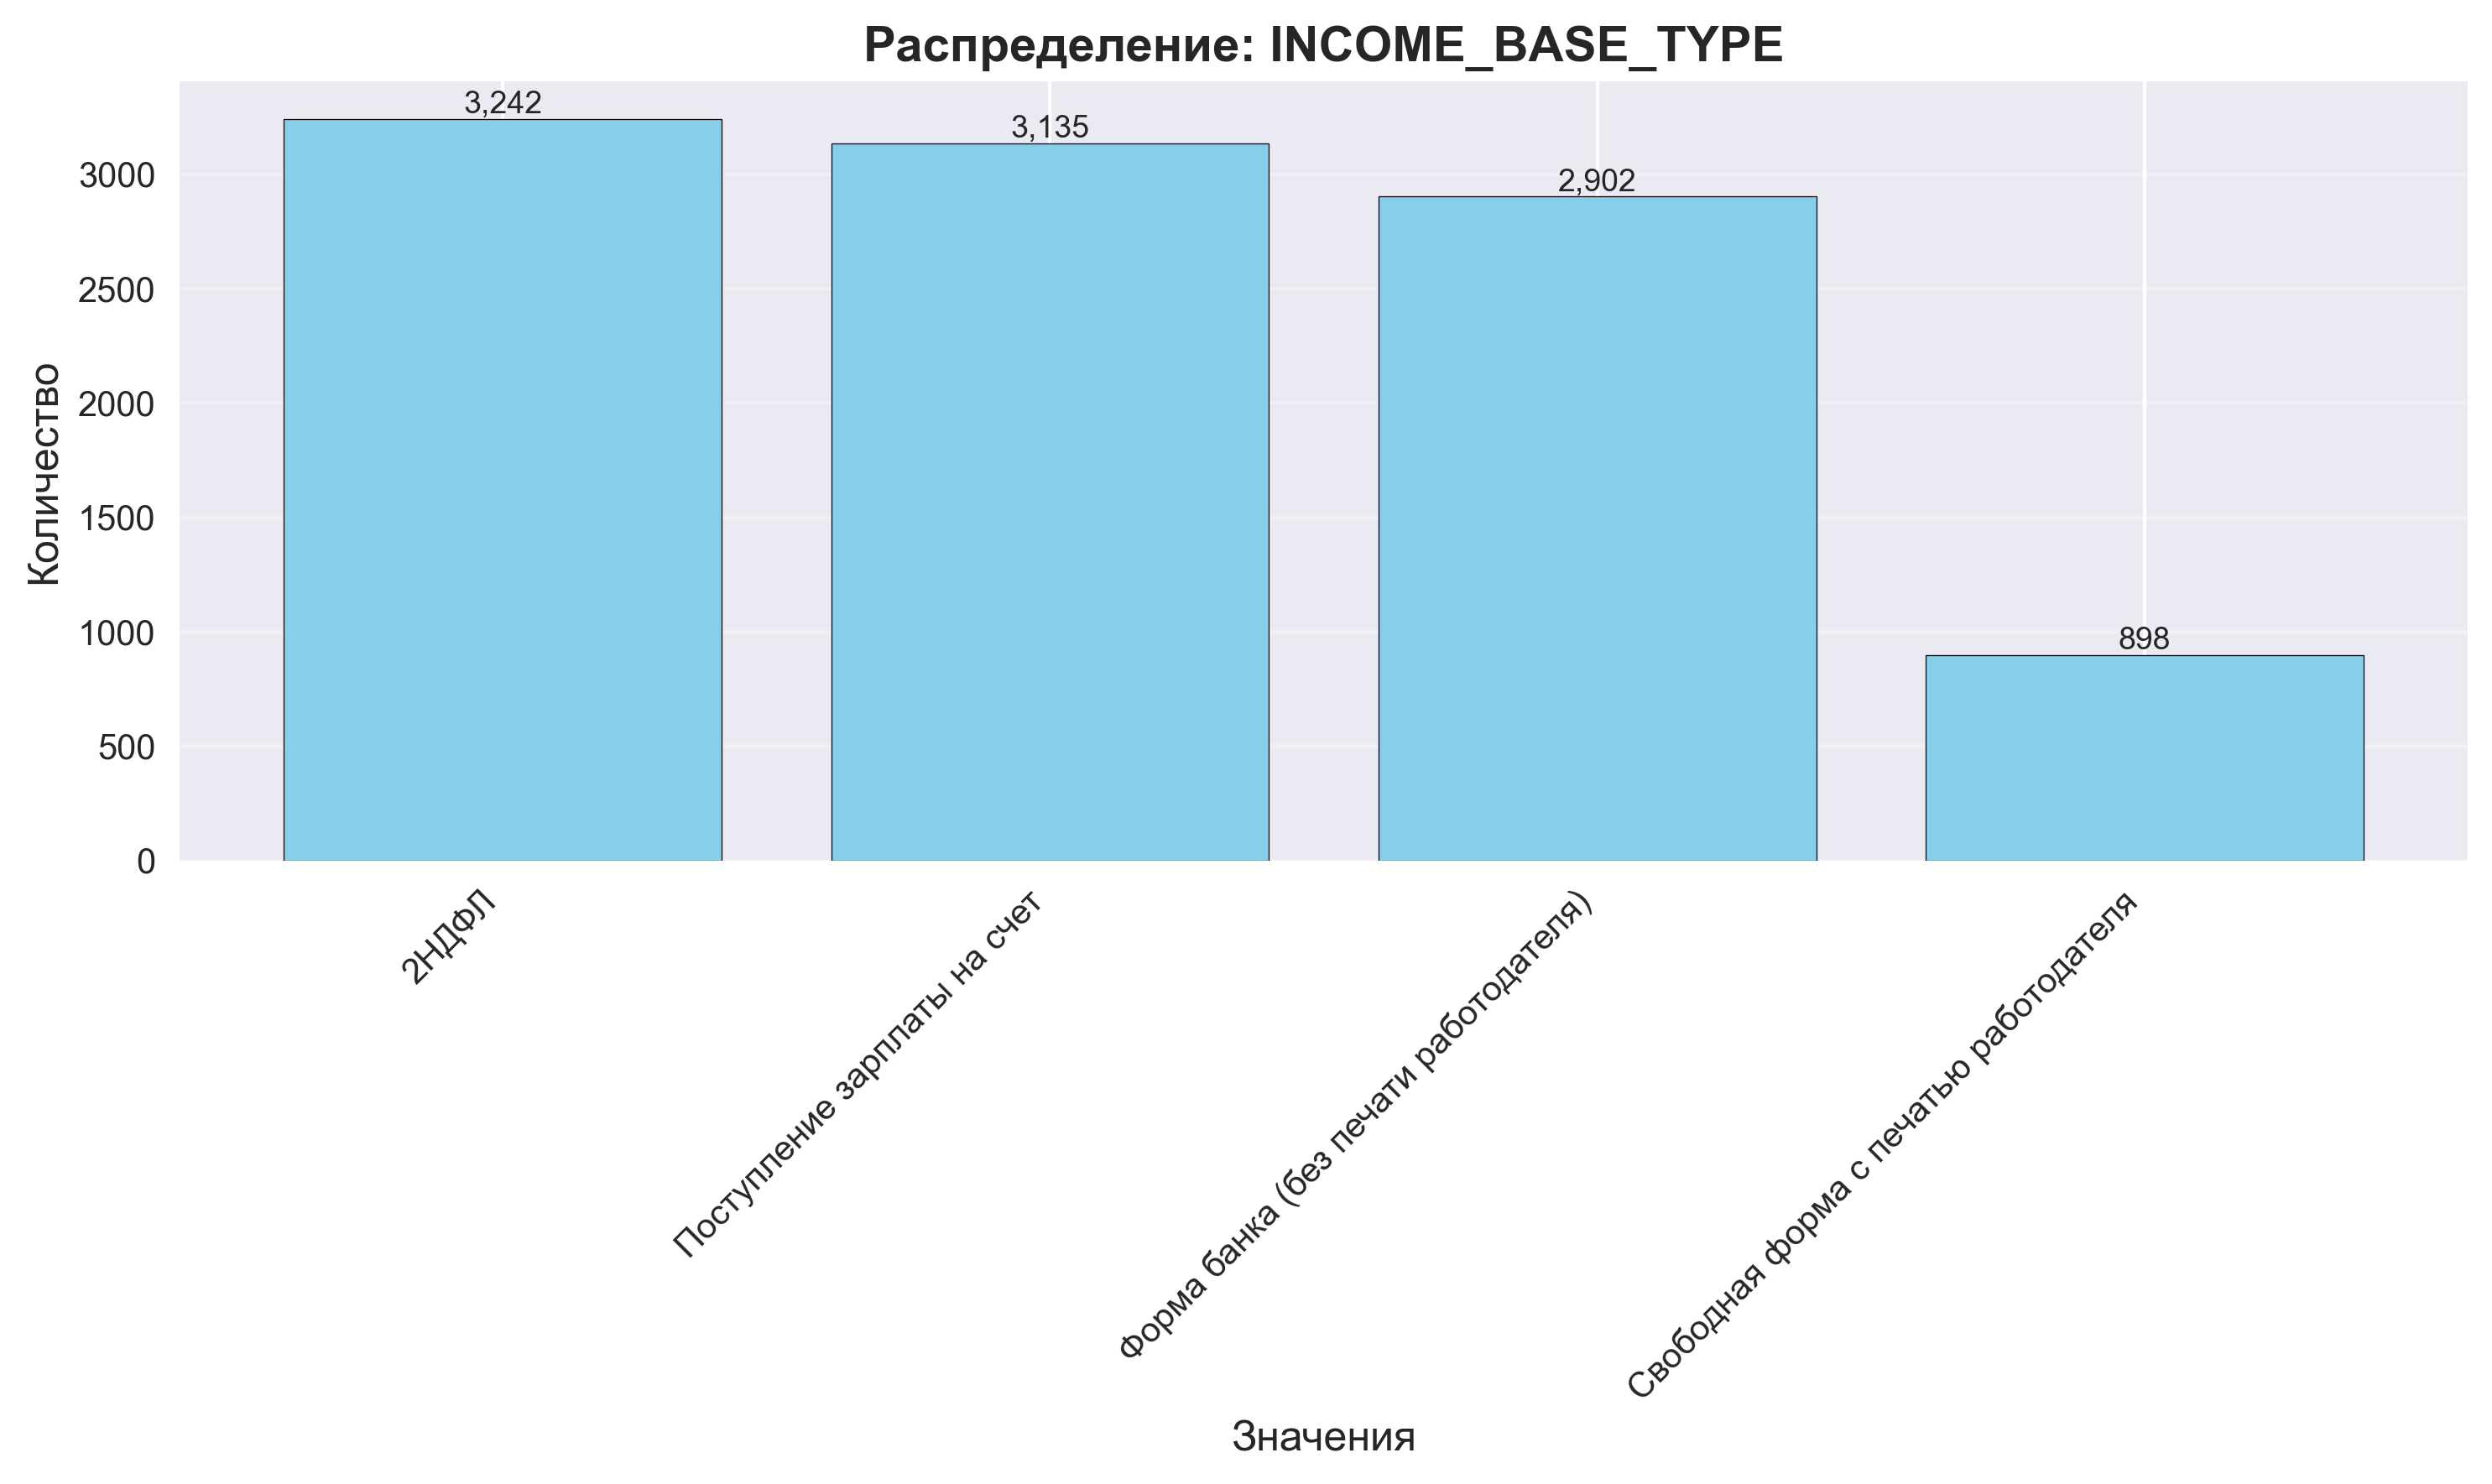 Распределение: INCOME_BASE_TYPE
3,242
3,135
2,902
898
Количество
3000
2500
2000
1500
1000
500
0
2НДФЛ
Поступление зарплаты на счет
Форма банка (без печати работодателя)
Свободная форма с печатью работодателя
Значения